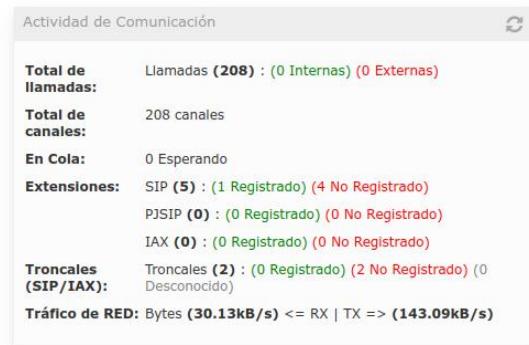 Actividad de Comunicación
Total de llamadas: Llamadas (208) : (0 Internas) (0 Externas)
Total de canales: 208 canales
En Cola: 0 Esperando
Extensiones: SIP (5) : (1 Registrado) (4 No Registrado)
PJSIP (0) : (0 Registrado) (0 No Registrado)
IAX (0) : (0 Registrado) (0 No Registrado)
Troncales (SIP/IAX): Troncales (2) : (0 Registrado) (2 No Registrado) (0 Desconocido)
Tráfico de RED: Bytes (30.13kB/s) <= RX | TX => (143.09kB/s)